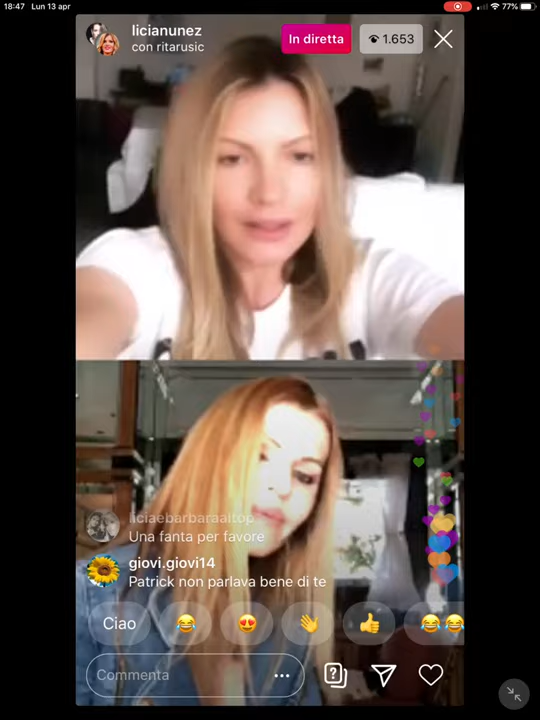 18:47 Lun 13 apr
77%
licianunez
con ritarusic
In diretta
1.653
liciaebarbaraaltop
Una fanta per favore
giovi.giovi14
Patrick non parlava bene di te
Ciao
Commenta